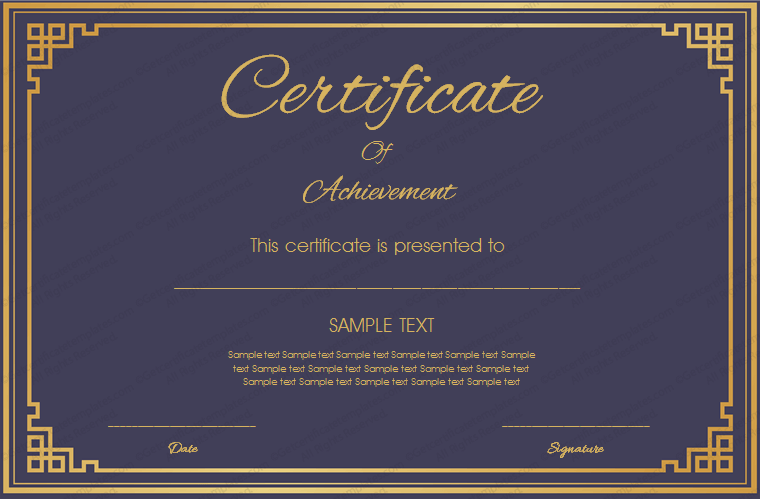 Certificate
Of
Achievement
This certificate is presented to
SAMPLE TEXT
Sample text Sample text Sample text Sample text Sample text Sample
text Sample text Sample text Sample text Sample text Sample text
Sample text Sample text Sample text Sample text Sample text
Date Signature